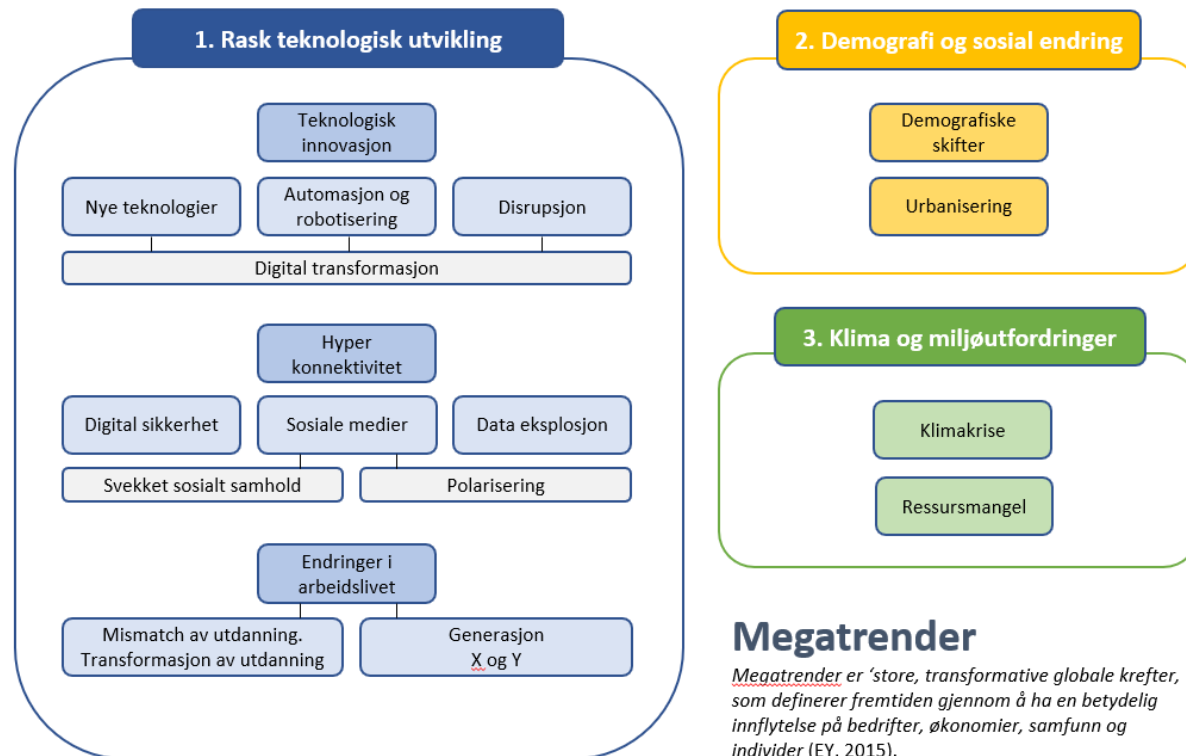 1. Rask teknologisk utvikling
Teknologisk
innovasjon
Nye teknologier
Automasjon og
robotisering
Disrupsjon
Digital transformasjon
Hyper
konnektivitet
Digital sikkerhet
Sosiale medier
Data eksplosjon
Svekket sosialt samhold
Polarisering
Endringer i
arbeidslivet
Mismatch av utdanning.
Transformasjon av utdanning
Generasjon
X og Y
2. Demografi og sosial endring
Demografiske
skifter
Urbanisering
3. Klima og miljøutfordringer
Klimakrise
Ressursmangel
Megatrender
Megatrender er ‘store, transformative globale krefter,
som definerer fremtiden gjennom å ha en betydelig
innflytelse på bedrifter, økonomier, samfunn og
individer (EY, 2015).